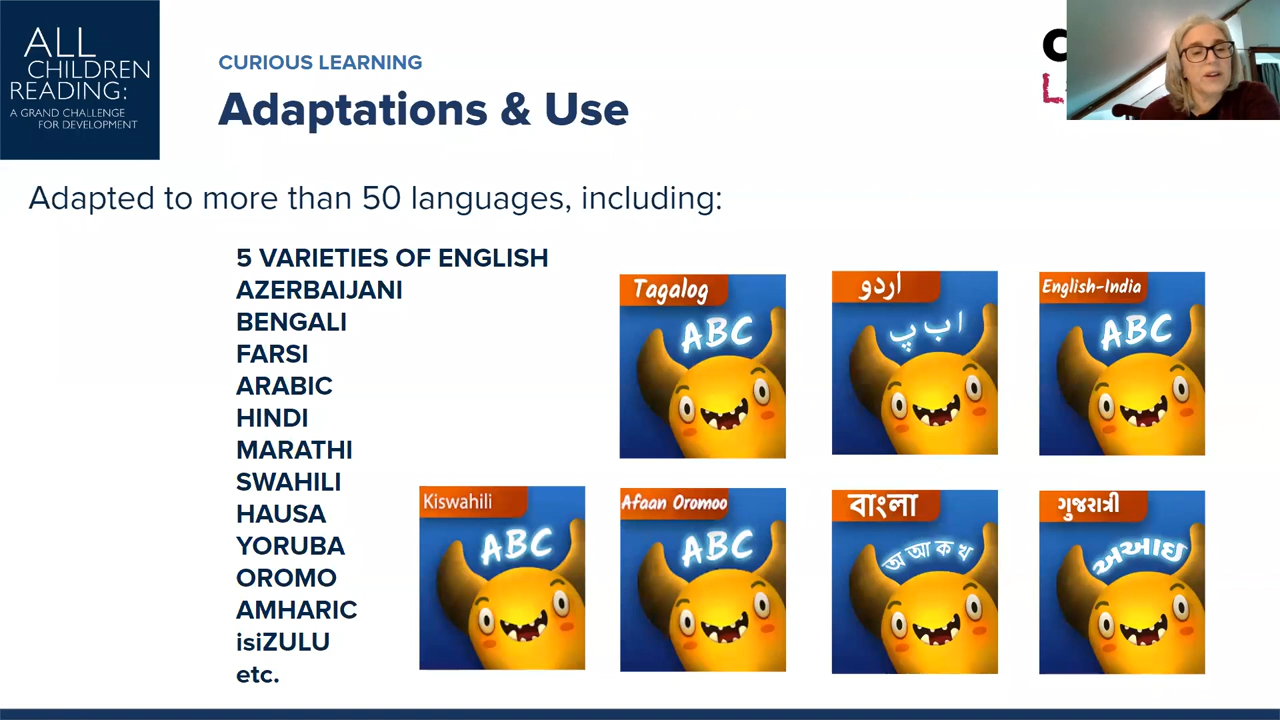 ALL
CHILDREN
READING:
A GRAND CHALLENGE
FOR DEVELOPMENT
CURIOUS LEARNING
Adaptations & Use
Adapted to more than 50 languages, including:
5 VARIETIES OF ENGLISH
AZERBAIJANI
BENGALI
FARSI
ARABIC
HINDI
MARATHI
SWAHILI
HAUSA
YORUBA
OROMO
AMHARIC
isiZULU
etc.
Tagalog
ABC
اردو
ا ب پ
English-India
ABC
Kiswahili
ABC
Afaan Oromoo
ABC
বাংলা
অ আ ক খ
ગુજરાત્રી
અઆઇ